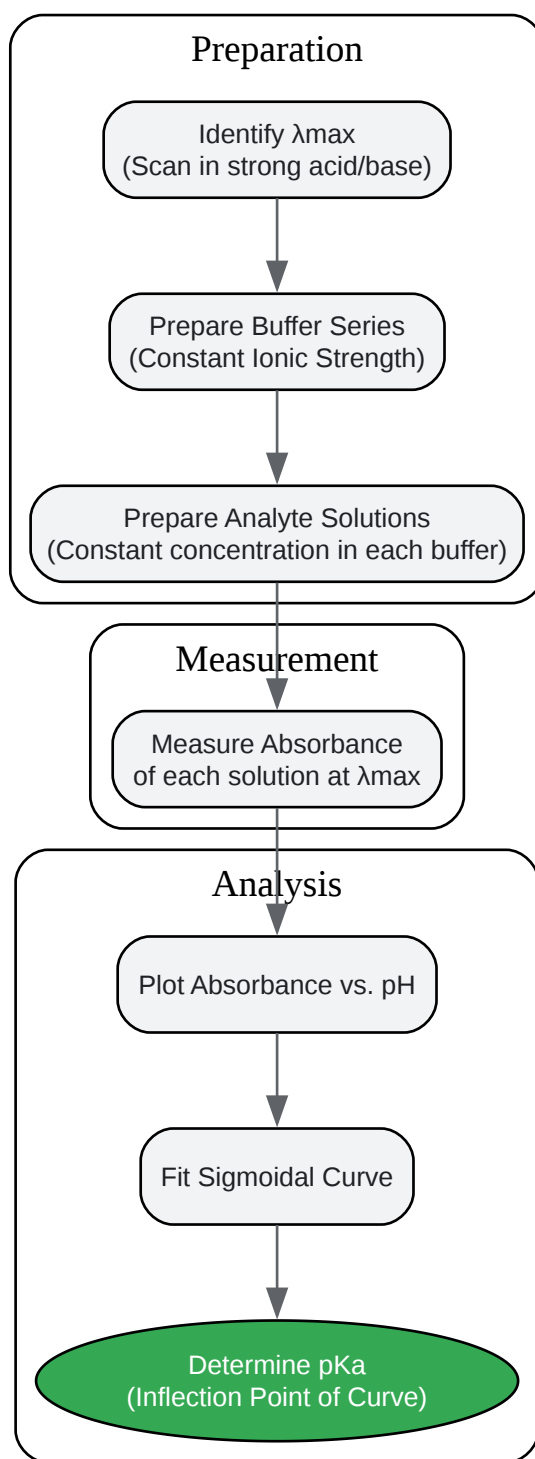 Preparation
Identify λmax
(Scan in strong acid/base)
Prepare Buffer Series
(Constant Ionic Strength)
Prepare Analyte Solutions
(Constant concentration in each buffer)
Measurement
Measure Absorbance
of each solution at λmax
Analysis
Plot Absorbance vs. pH
Fit Sigmoidal Curve
Determine pKa
(Inflection Point of Curve)